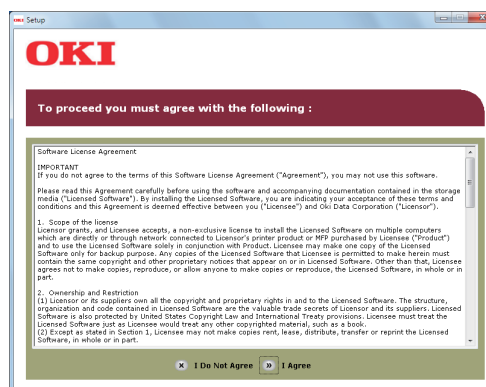 OKI Setup
OKI
To proceed you must agree with the following :
Software License Agreement
IMPORTANT
If you do not agree to the terms of this Software License Agreement ("Agreement"), you may not use this software.
Please read this Agreement carefully before using the software and accompanying documentation contained in the storage
media ("Licensed Software"). By installing the Licensed Software, you are indicating your acceptance of these terms and
conditions and this Agreement is deemed effective between you ("Licensee") and Oki Data Corporation ("Licensor").
1. Scope of the license
Licensor grants, and Licensee accepts, a non-exclusive license to install the Licensed Software on multiple computers
which are directly or through network connected to Licensor's printer product or MFP purchased by Licensee ("Product")
and to use the Licensed Software solely in conjunction with Product. Licensee may make one copy of the Licensed
Software only for backup purpose. Any copies of the Licensed Software that Licensee is permitted to make herein must
contain the same copyright and other proprietary notices that appear on or in Licensed Software. Other than that, Licensee
agrees not to make copies, reproduce, or allow anyone to make copies or reproduce, the Licensed Software, in whole or in
part.
2. Ownership and Restriction
(1) Licensor or its suppliers own all the copyright and proprietary rights in and to the Licensed Software. The structure,
organization and code contained in Licensed Software are the valuable trade secrets of Licensor and its suppliers. Licensed
Software is also protected by United States Copyright Law and International Treaty provisions. Licensee must treat the
Licensed Software just as Licensee would treat any other copyrighted material, such as a book.
(2) Except as stated in Section 1, Licensee may not make copies rent, lease, distribute, transfer or reprint the Licensed
Software, in whole or in part.
I Do Not Agree I Agree